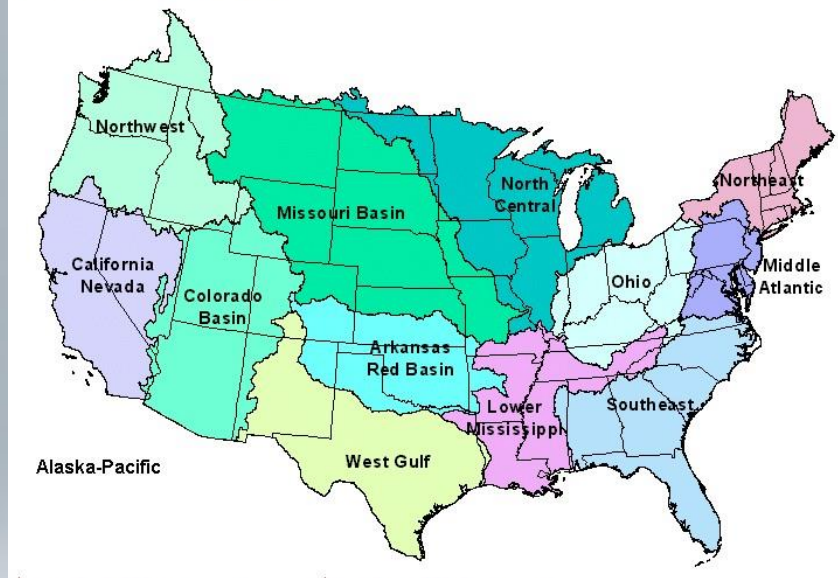 Northwest
Missouri Basin
North
Central
Northeast
California
Nevada
Colorado
Basin
Ohio
Middle
Atlantic
Arkansas
Red Basin
Lower
Mississippi
Southeast
West Gulf
Alaska-Pacific